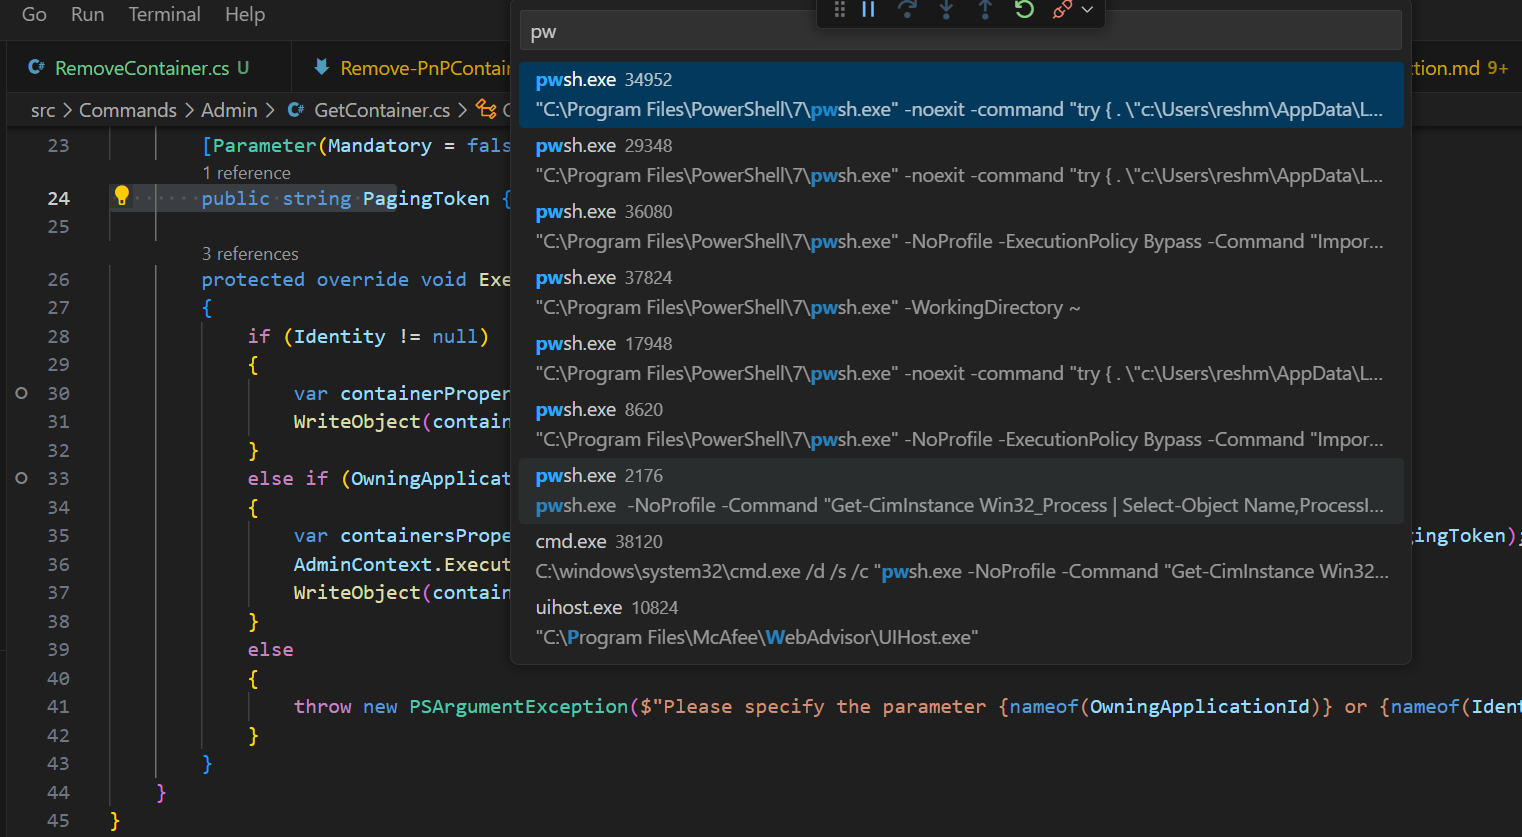 Go Run Terminal Help
pw
RemoveContainer.cs U
Remove-PnPContain
tion.md 9+
src > Commands > Admin > GetContainer.cs >
pwsh.exe 34952
"C:\Program Files\PowerShell\7\pwsh.exe" -noexit -command "try { . \"c:\Users\reshm\AppData\L...
pwsh.exe 29348
"C:\Program Files\PowerShell\7\pwsh.exe" -noexit -command "try { . \"c:\Users\reshm\AppData\L...
pwsh.exe 36080
"C:\Program Files\PowerShell\7\pwsh.exe" -NoProfile -ExecutionPolicy Bypass -Command "Impor...
pwsh.exe 37824
"C:\Program Files\PowerShell\7\pwsh.exe" -WorkingDirectory ~
pwsh.exe 17948
"C:\Program Files\PowerShell\7\pwsh.exe" -noexit -command "try { . \"c:\Users\reshm\AppData\L...
pwsh.exe 8620
"C:\Program Files\PowerShell\7\pwsh.exe" -NoProfile -ExecutionPolicy Bypass -Command "Impor...
pwsh.exe 2176
pwsh.exe -NoProfile -Command "Get-CimInstance Win32_Process | Select-Object Name,ProcessI...
cmd.exe 38120
C:\windows\system32\cmd.exe /d /s /c "pwsh.exe -NoProfile -Command "Get-CimInstance Win32...
uihost.exe 10824
"C:\Program Files\McAfee\WebAdvisor\UIHost.exe"
23 [Parameter(Mandatory = fals
1 reference
24 public string PagingToken {
25
3 references
26 protected override void Exe
27 {
28 if (Identity != null)
29 {
30 var containerProper
31 WriteObject(contain
32 }
33 else if (OwningApplicat
34 {
35 var containersPrope gingToken);
36 AdminContext.Execut
37 WriteObject(contain
38 }
39 else
40 {
41 throw new PSArgumentException($"Please specify the parameter {nameof(OwningApplicationId)} or {nameof(Ident
42 }
43 }
44 }
45 }